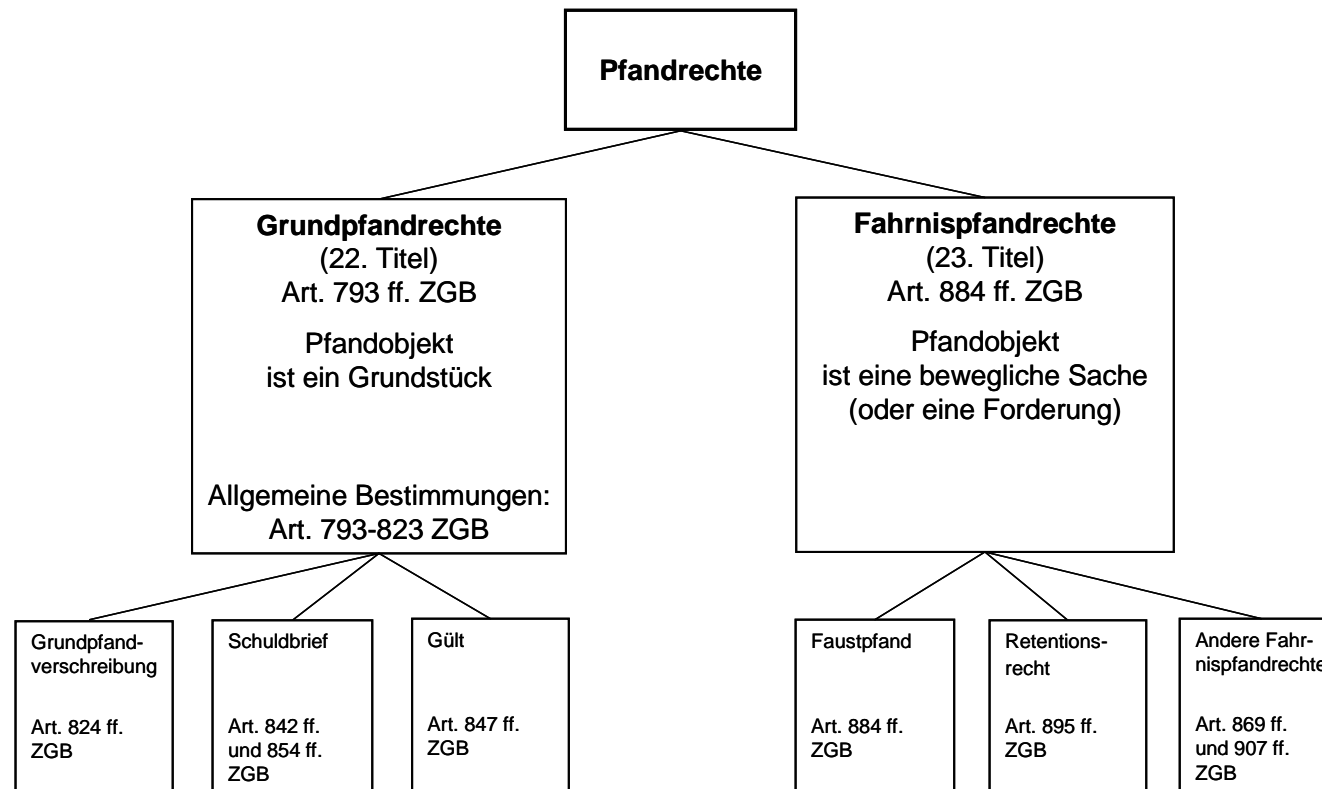 Pfandrechte
Grundpfandrechte
(22. Titel)
Art. 793 ff. ZGB
Pfandobjekt
ist ein Grundstück
Allgemeine Bestimmungen:
Art. 793-823 ZGB
Fahrnispfandrechte
(23. Titel)
Art. 884 ff. ZGB
Pfandobjekt
ist eine bewegliche Sache
(oder eine Forderung)
Grundpfand-
verschreibung
Art. 824 ff.
ZGB
Schuldbrief
Art. 842 ff.
und 854 ff.
ZGB
Gült
Art. 847 ff.
ZGB
Faustpfand
Art. 884 ff.
ZGB
Retentions-
recht
Art. 895 ff.
ZGB
Andere Fahr-
nispfandrechte
Art. 869 ff.
und 907 ff.
ZGB